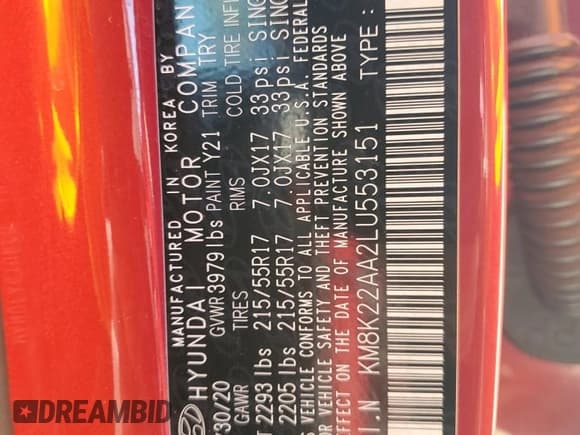 MANUFACTURED IN KOREA BY
HYUNDAI MOTOR COMPANY
/30/20 GVWR 3979 lbs PAINT Y21 TRIM TRY
GAWR TIRES RIMS COLD TIRE INF
T 2293 lbs 215/55R17 7.0JX17 33psi SING
2205 lbs 215/55R17 7.0JX17 33psi SING
S VEHICLE CONFORMS TO ALL APPLICABLE U.S.A. FEDERAL
SAFETY AND THEFT PREVENTION STANDARDS
EFFECT ON THE DATE OF MANUFACTURE SHOWN ABOVE
I.N KM8K22AA2LU553151 TYPE :
DREAMBID.COM